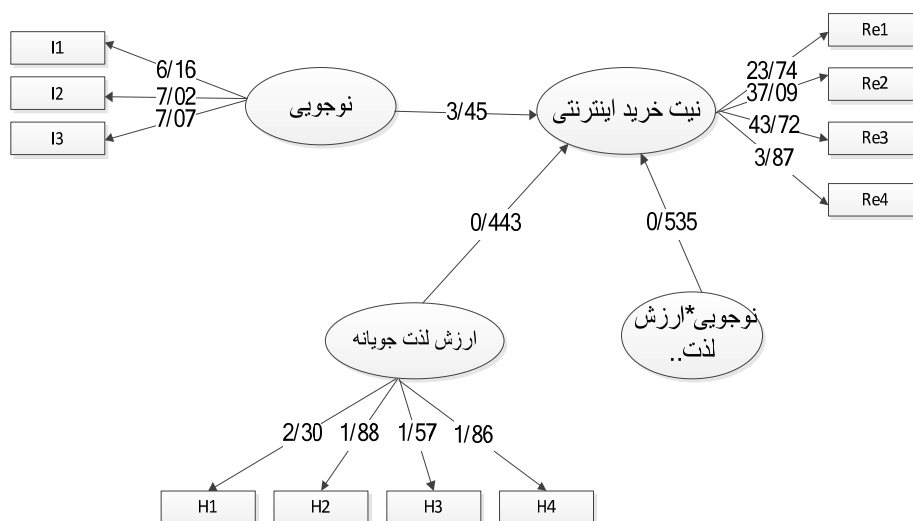 I1
I2
I3
6/16
7/02
7/07
نوجویی
3/45
نیت خرید اینترنتی
23/74
37/09
43/72
3/87
Re1
Re2
Re3
Re4
0/443
0/535
ارزش لذت جویانه
نوجویی*ارزش
لذت..
2/30
1/88
1/57
1/86
H1
H2
H3
H4